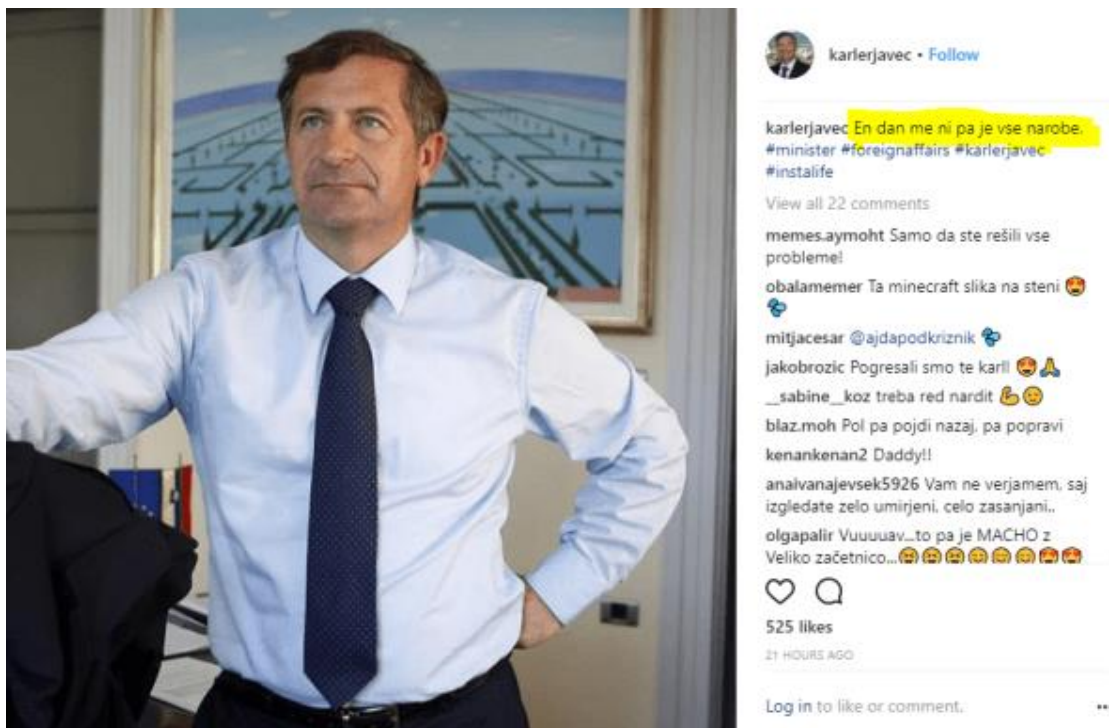 karlerjavec • Follow
karlerjavec En dan me ni pa je vse narobe.
#minister #foreignaffairs #karlerjavec
#instalife
View all 22 comments
memes.aymoht Samo da ste rešili vse
probleme!
obalamemer Ta minecraft slika na steni 😍
mitjacesar @ajdapodkriznik
jakobrozic Pogresali smo te karll 😍🙏
__sabine__koz treba red nardit 💪😉
blaz.moh Pol pa pojdi nazaj, pa popravi
kenankenan2 Daddy!!
anaivanajevsek5926 Vam ne verjamem, saj
izgledate zelo umirjeni, celo zasanjani..
olgapalir Vuuuuav...to pa je MACHO z
Veliko začetnico...
525 likes
21 HOURS AGO
Log in to like or comment.